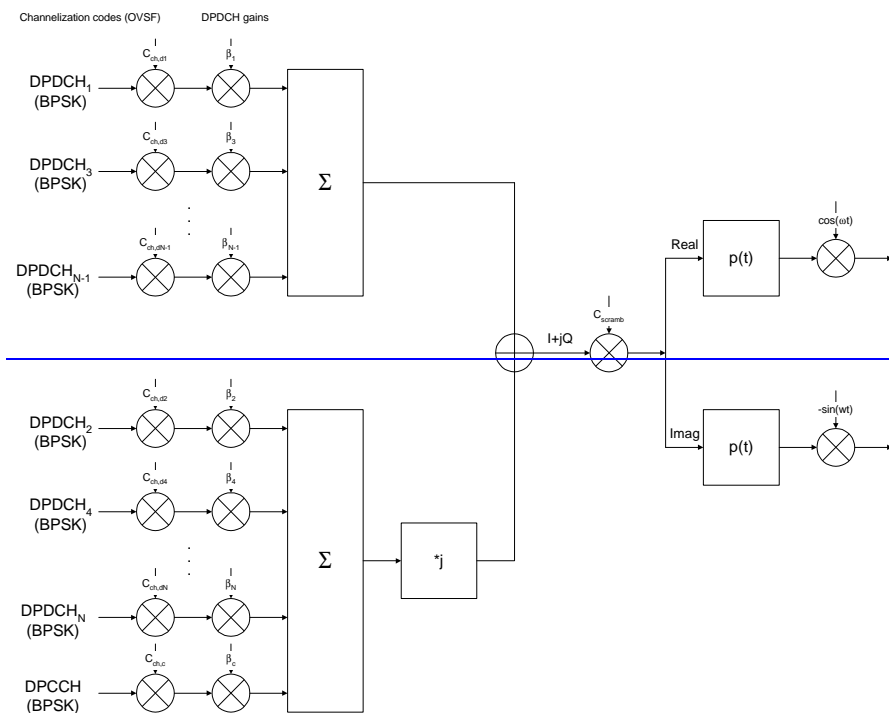 Channelization codes (OVSF) DPDCH gains
C_ch,d1 β_1
DPDCH_1
(BPSK)
C_ch,d3 β_3
DPDCH_3
(BPSK)
Σ
. . .
C_ch,dN-1 β_N-1
DPDCH_N-1
(BPSK)
cos(ωt)
Real
p(t)
C_scramb
I+jQ
C_ch,d2 β_2
DPDCH_2
(BPSK)
-sin(wt)
Imag
p(t)
C_ch,d4 β_4
DPDCH_4
(BPSK)
Σ
*j
. . .
C_ch,dN β_N
DPDCH_N
(BPSK)
C_ch,c β_c
DPCCH
(BPSK)